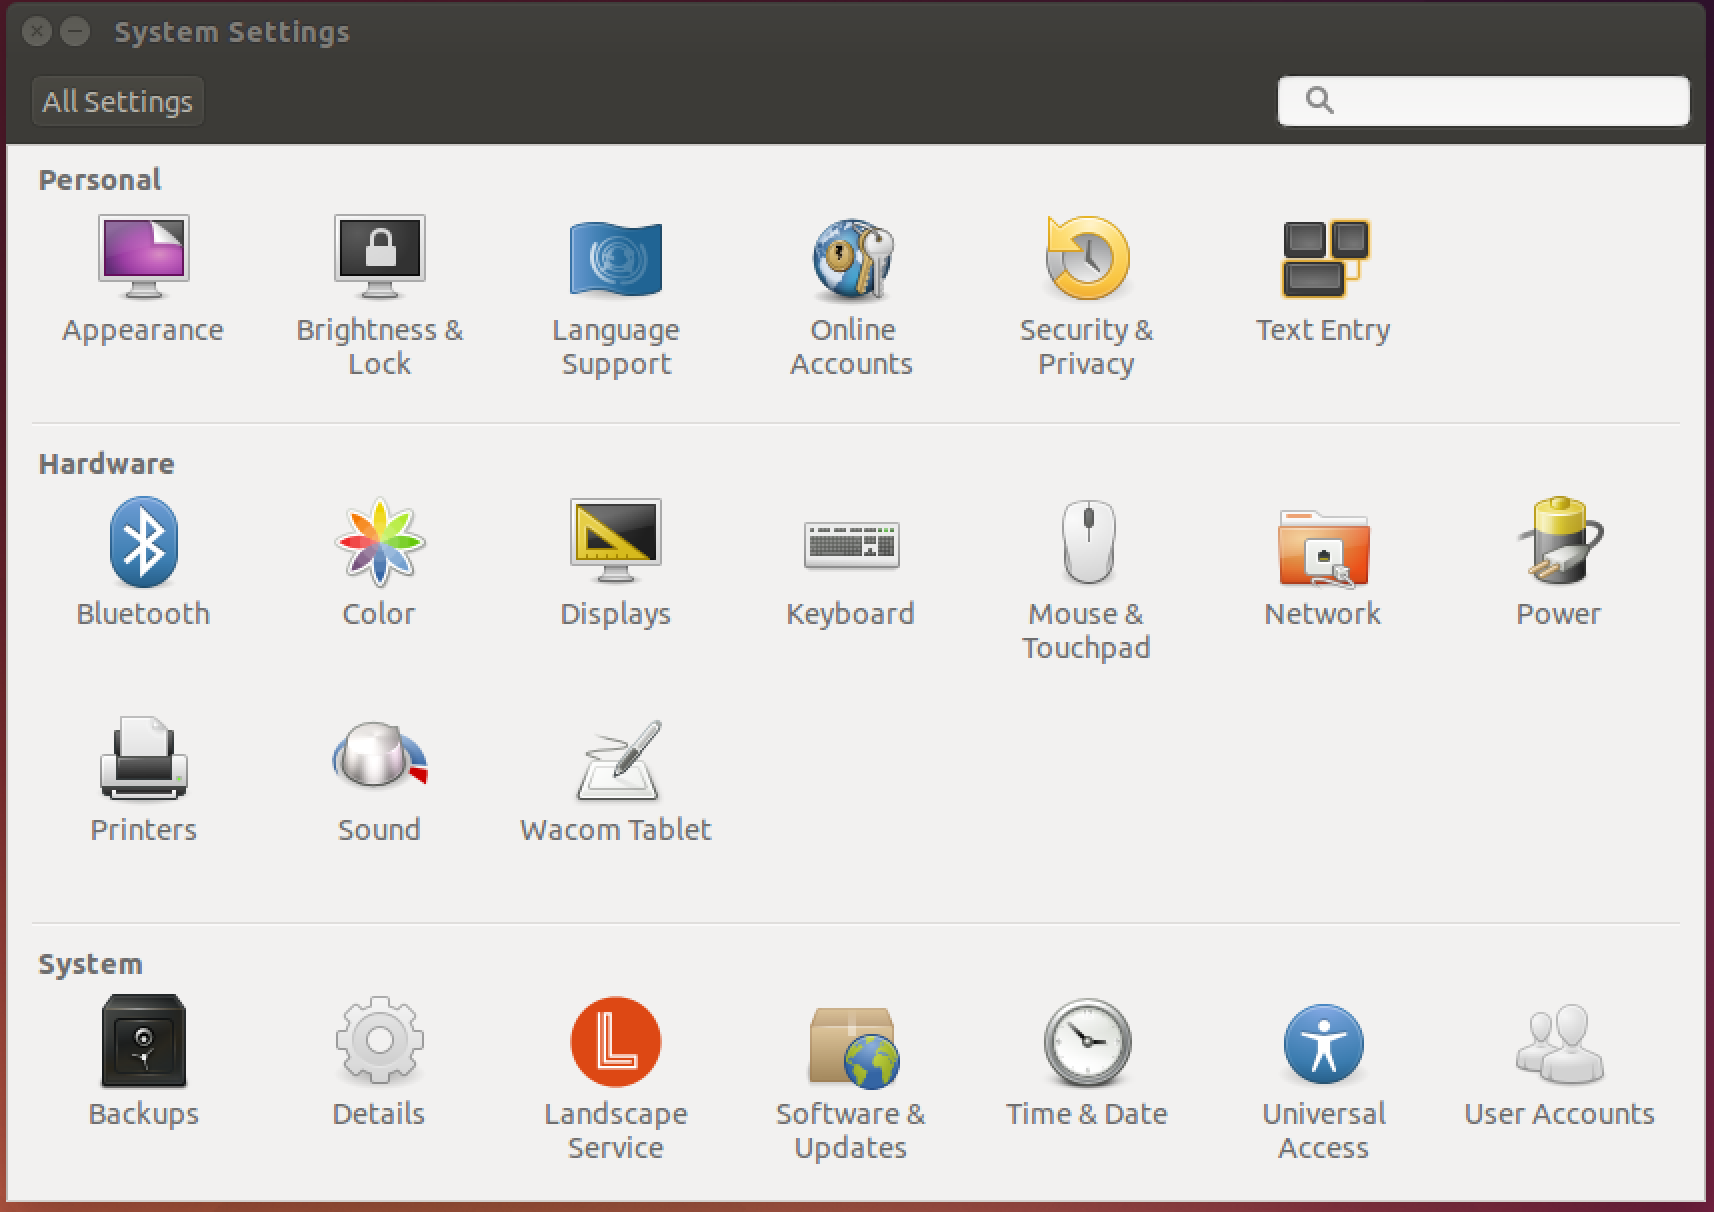 System Settings
All Settings
Personal
Appearance
Brightness &
Lock
Language
Support
Online
Accounts
Security &
Privacy
Text Entry
Hardware
Bluetooth
Color
Displays
Keyboard
Mouse &
Touchpad
Network
Power
Printers
Sound
Wacom Tablet
System
Backups
Details
Landscape
Service
Software &
Updates
Time & Date
Universal
Access
User Accounts